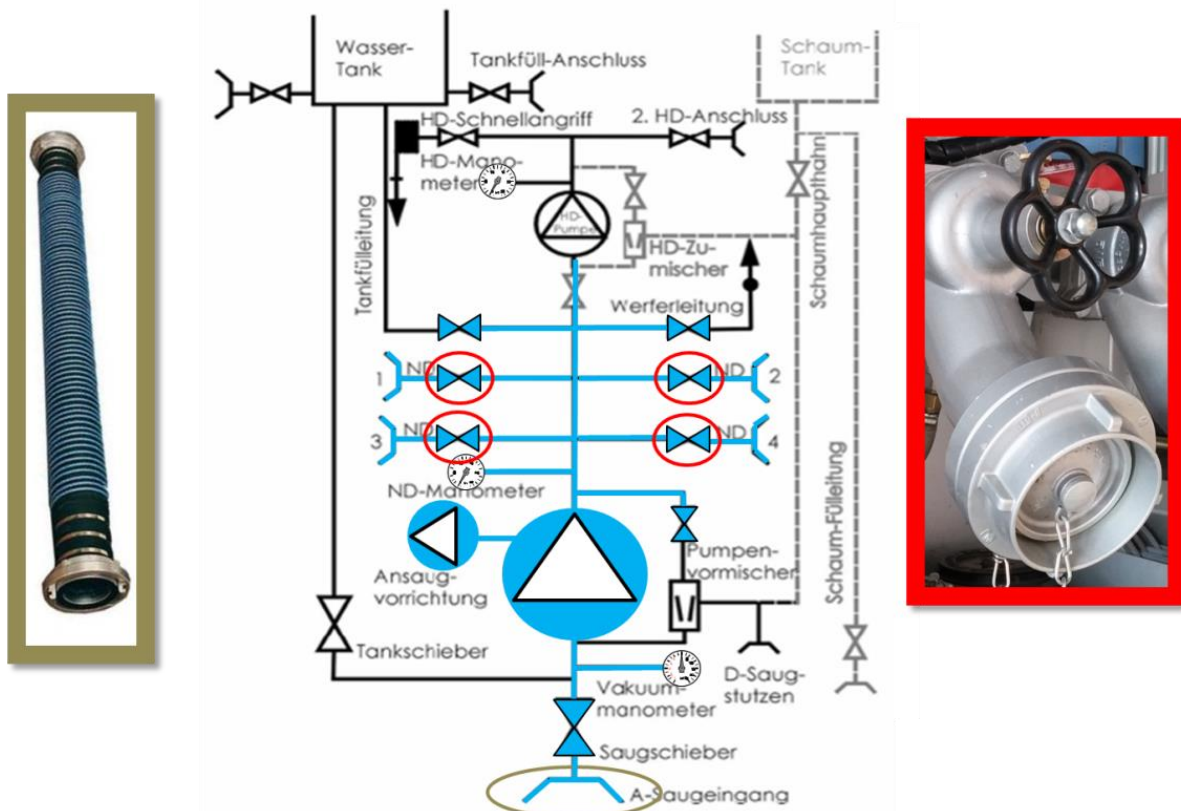 Wasser-
Tank
Tankfüll-Anschluss
Schaum-
Tank
HD-Schnellangriff
2. HD-Anschluss
HD-Mano-
meter
HD-
Pumpe
HD-Zu-
mischer
Tankfülleitung
Werferleitung
Schaumhaupthahn
1
ND
ND
2
3
ND
ND
4
ND-Manometer
Ansaug-
vorrichtung
Pumpen-
vormischer
Schaum-Fülleitung
Tankschieber
D-Saug-
stutzen
Vakuum-
manometer
Saugschieber
A-Saugeingang